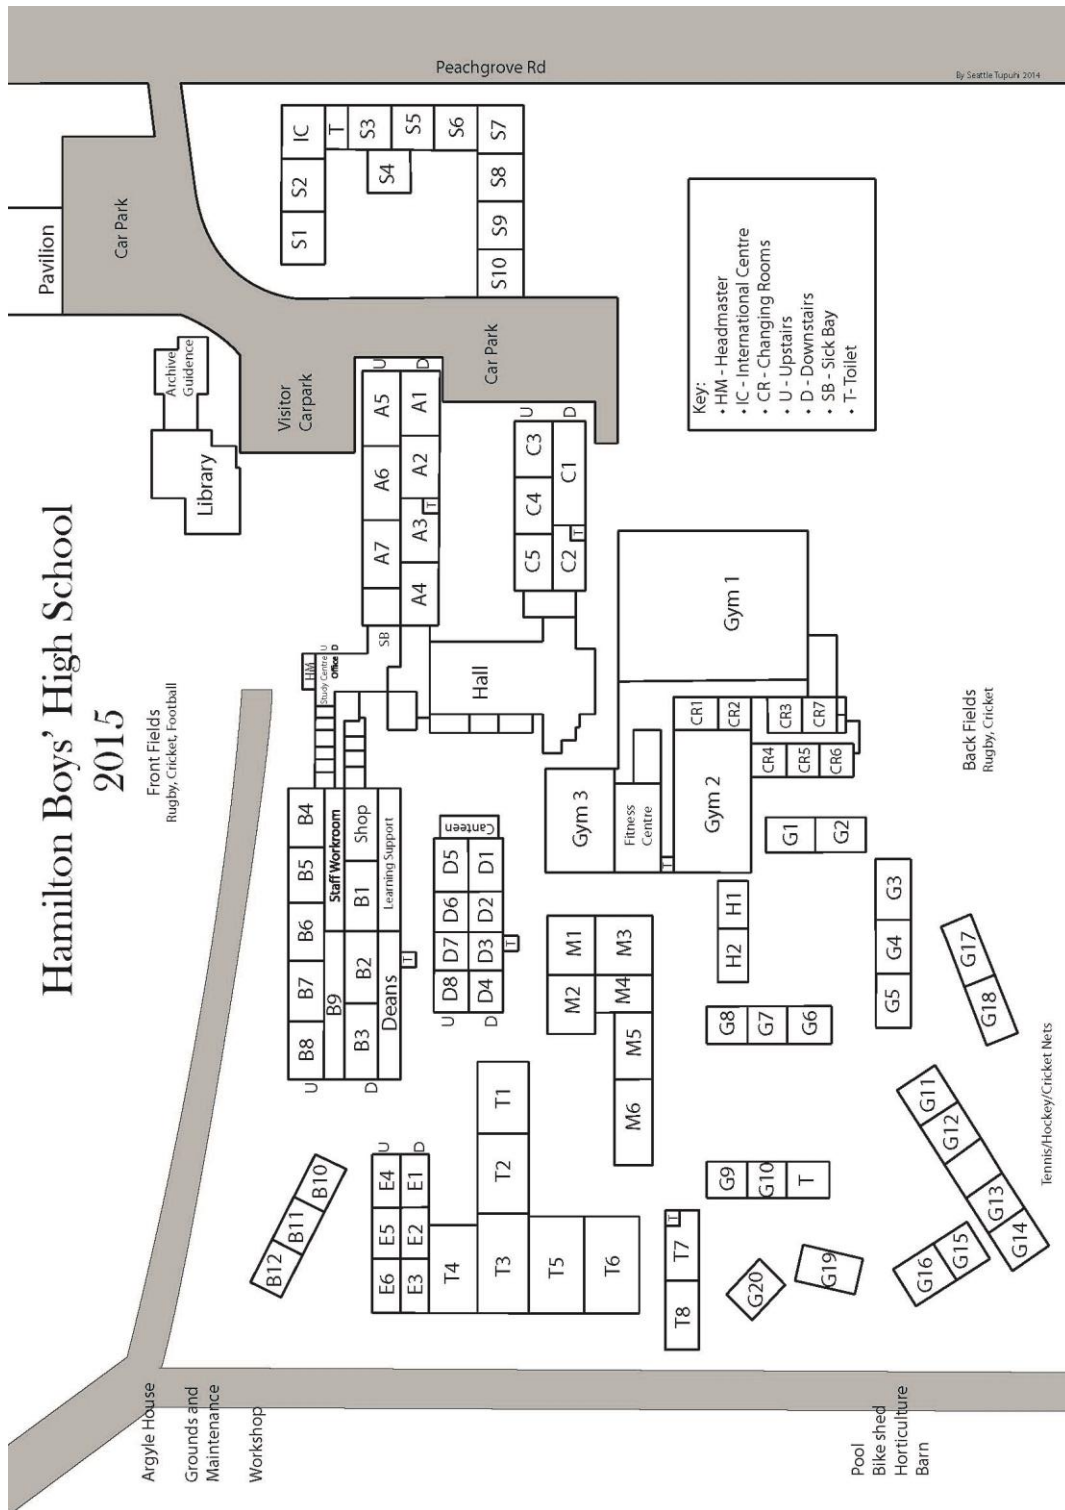 Hamilton Boys' High School
2015
Peachgrove Rd
By Seattle Tupuhi 2014
Pavilion
Car Park
Archive
Guidence
Library
Visitor
Carpark
Car Park
Front Fields
Rugby, Cricket, Football
IC
S2
S1
T
S3
S4
S5
S6
S7
S8
S9
S10
U
D
A5
A6
A7
A1
A2
T
A3
A4
SB
HM
Study Centre U
Office D
Hall
U
D
C3
C4
C5
C1
T
C2
Key:
• HM - Headmaster
• IC - International Centre
• CR - Changing Rooms
• U - Upstairs
• D - Downstairs
• SB - Sick Bay
• T-Toilet
Gym 1
CR1
CR2
CR3
CR7
CR4
CR5
CR6
Gym 2
Gym 3
Fitness
Centre
T
B4
B5
B6
B7
B8
Staff Workroom
B9
Shop
B1
B2
B3
Learning Support
Deans
T
U
D
Canteen
D5
D6
D7
D8
D1
D2
D3
D4
T
U
D
M1
M2
M3
M4
M5
M6
H1
H2
G1
G2
G3
G4
G5
G8
G7
G6
G17
G18
Back Fields
Rugby, Cricket
B10
B11
B12
U
D
E4
E5
E6
E1
E2
E3
T1
T2
T3
T4
T5
T6
T
T7
T8
G9
G10
T
G20
G19
G11
G12
G13
G14
G15
G16
Tennis/Hockey/Cricket Nets
Argyle House
Grounds and
Maintenance
Workshop
Pool
Bike shed
Horticulture
Barn